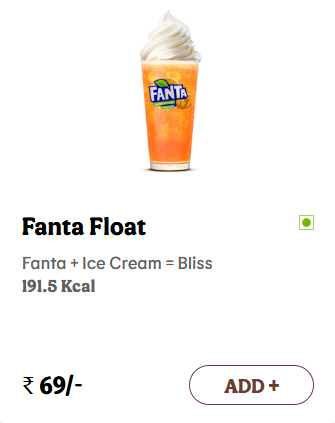 FANTA
Fanta Float
Fanta + Ice Cream = Bliss
191.5 Kcal
₹ 69/-
ADD +